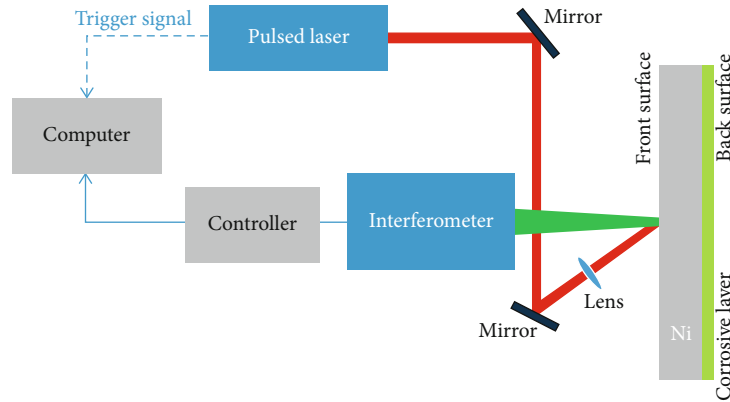 Trigger signal
Pulsed laser
Mirror
Computer
Front surface
Back surface
Controller
Interferometer
Lens
Mirror
Ni
Corrosive layer